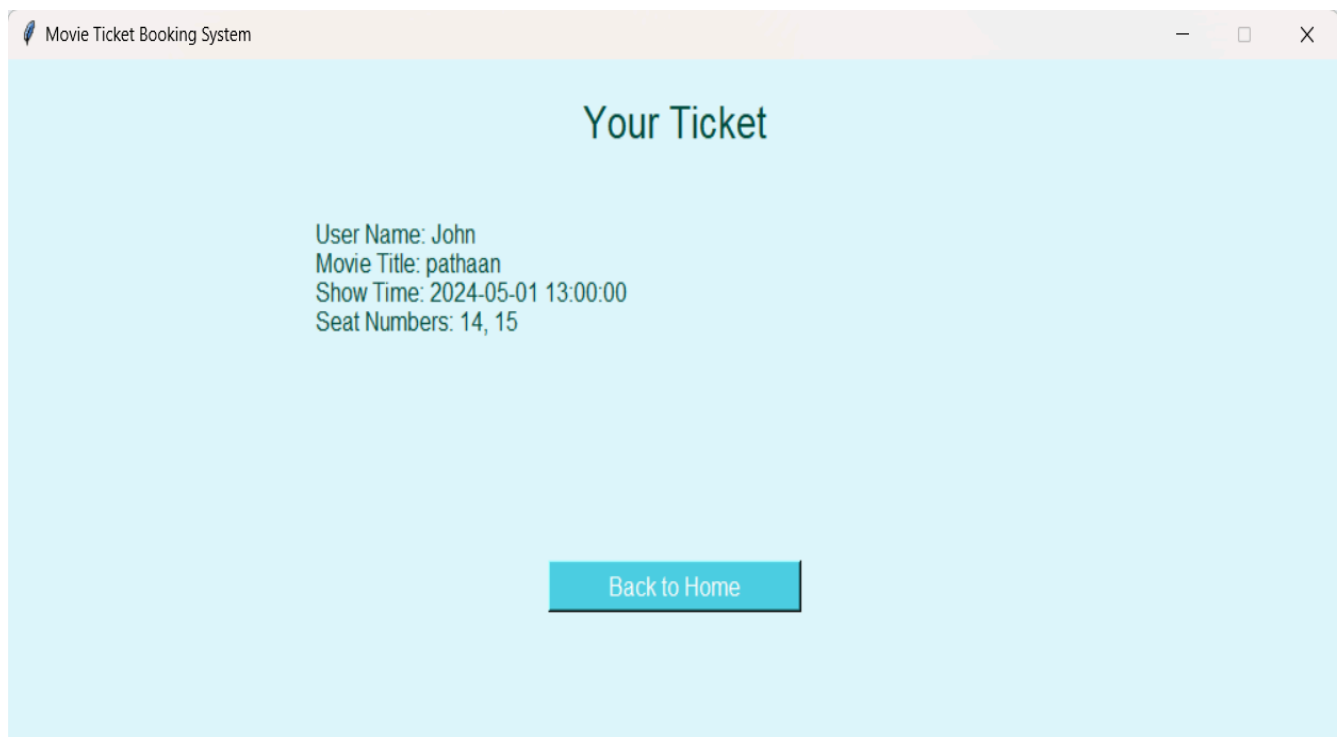 Movie Ticket Booking System
Your Ticket
User Name: John
Movie Title: pathaan
Show Time: 2024-05-01 13:00:00
Seat Numbers: 14, 15
Back to Home